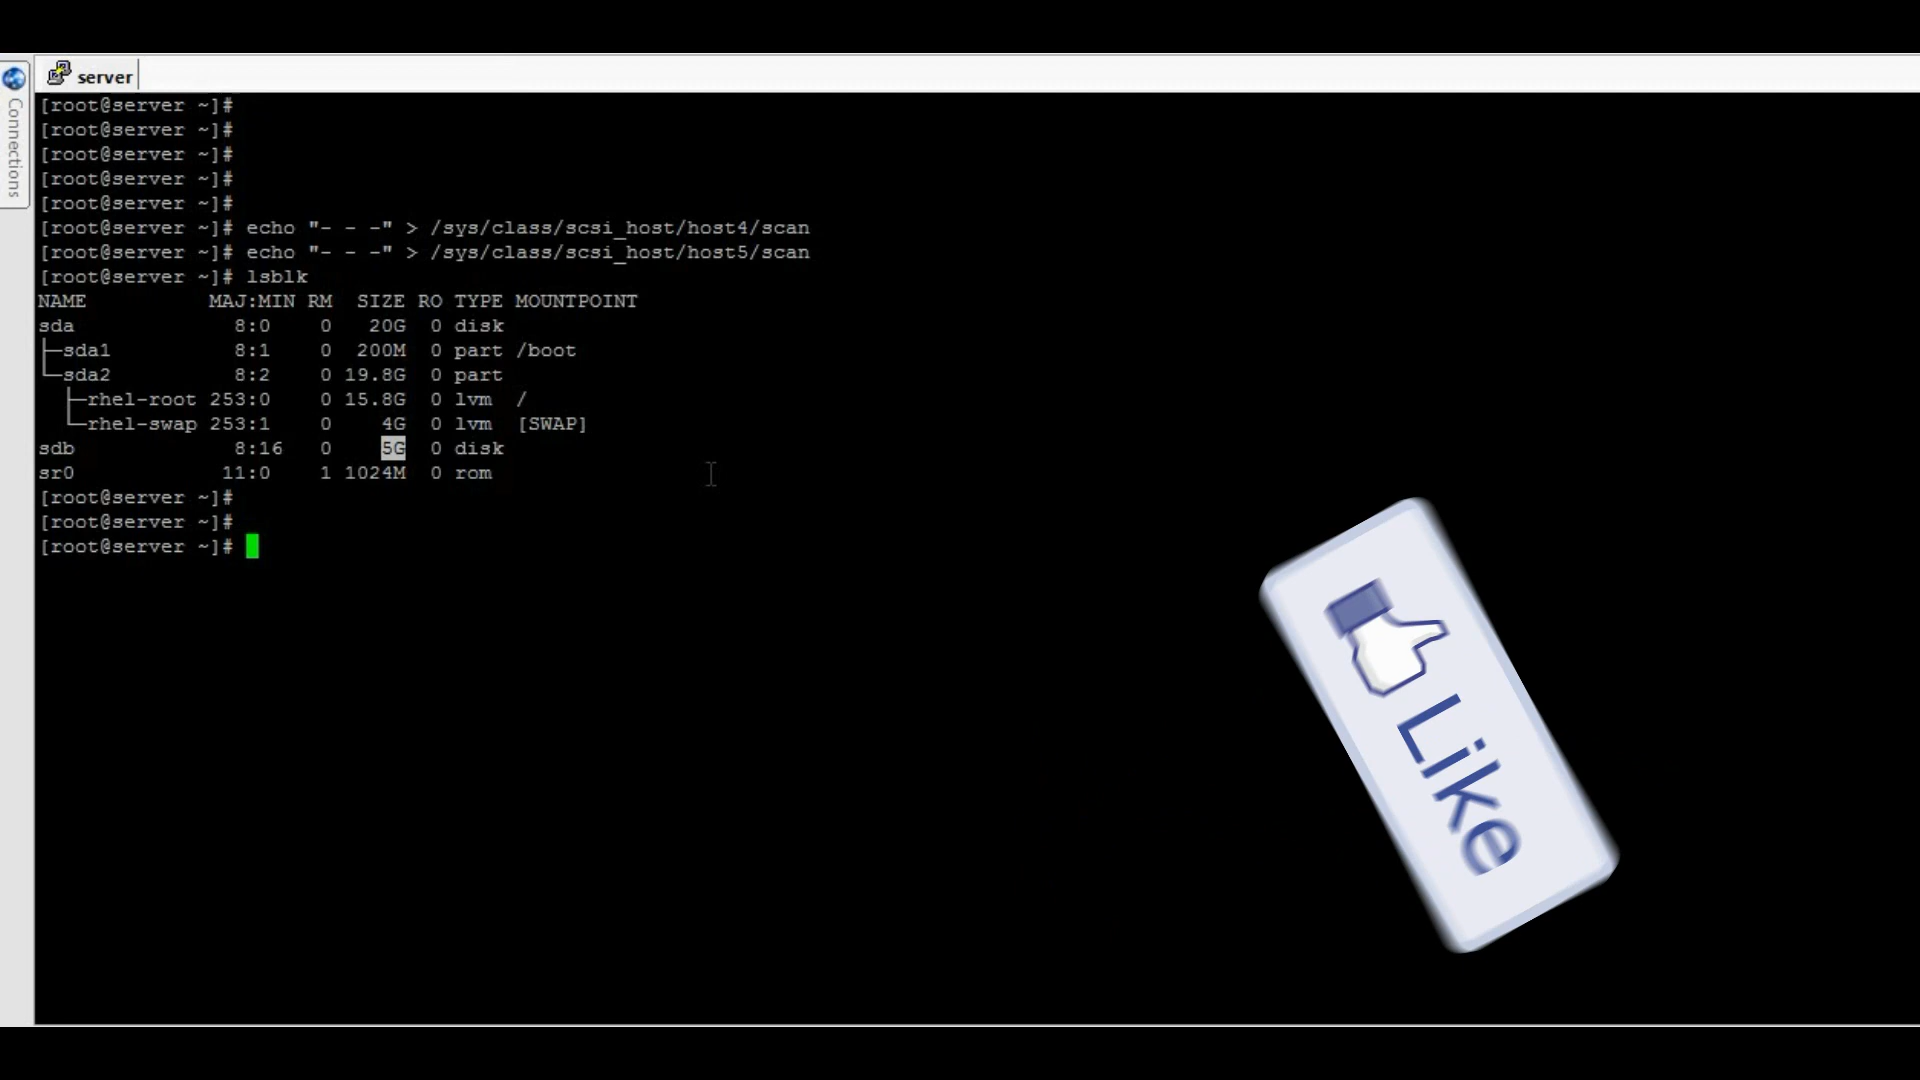 server
Connections
[root@server ~]#
[root@server ~]#
[root@server ~]#
[root@server ~]#
[root@server ~]#
[root@server ~]# echo "- - -" > /sys/class/scsi_host/host4/scan
[root@server ~]# echo "- - -" > /sys/class/scsi_host/host5/scan
[root@server ~]# lsblk
NAME          MAJ:MIN RM   SIZE RO TYPE MOUNTPOINT
sda             8:0    0    20G  0 disk
├─sda1          8:1    0   200M  0 part /boot
└─sda2          8:2    0  19.8G  0 part
  ├─rhel-root 253:0    0  15.8G  0 lvm  /
  └─rhel-swap 253:1    0     4G  0 lvm  [SWAP]
sdb             8:16   0     5G  0 disk
sr0            11:0    1  1024M  0 rom
[root@server ~]#
[root@server ~]#
[root@server ~]#
Like